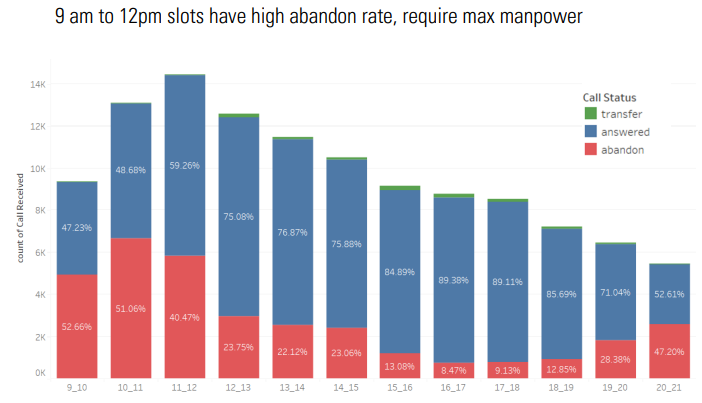 9 am to 12pm slots have high abandon rate, require max manpower
14K
12K
10K
8K
6K
4K
2K
0K
count of Call Received
Call Status
transfer
answered
abandon
47.23%
48.68%
59.26%
75.08%
76.87%
75.88%
84.89%
89.38%
89.11%
85.69%
71.04%
52.61%
52.66%
51.06%
40.47%
23.75%
22.12%
23.06%
13.08%
8.47%
9.13%
12.85%
28.38%
47.20%
9_10
10_11
11_12
12_13
13_14
14_15
15_16
16_17
17_18
18_19
19_20
20_21